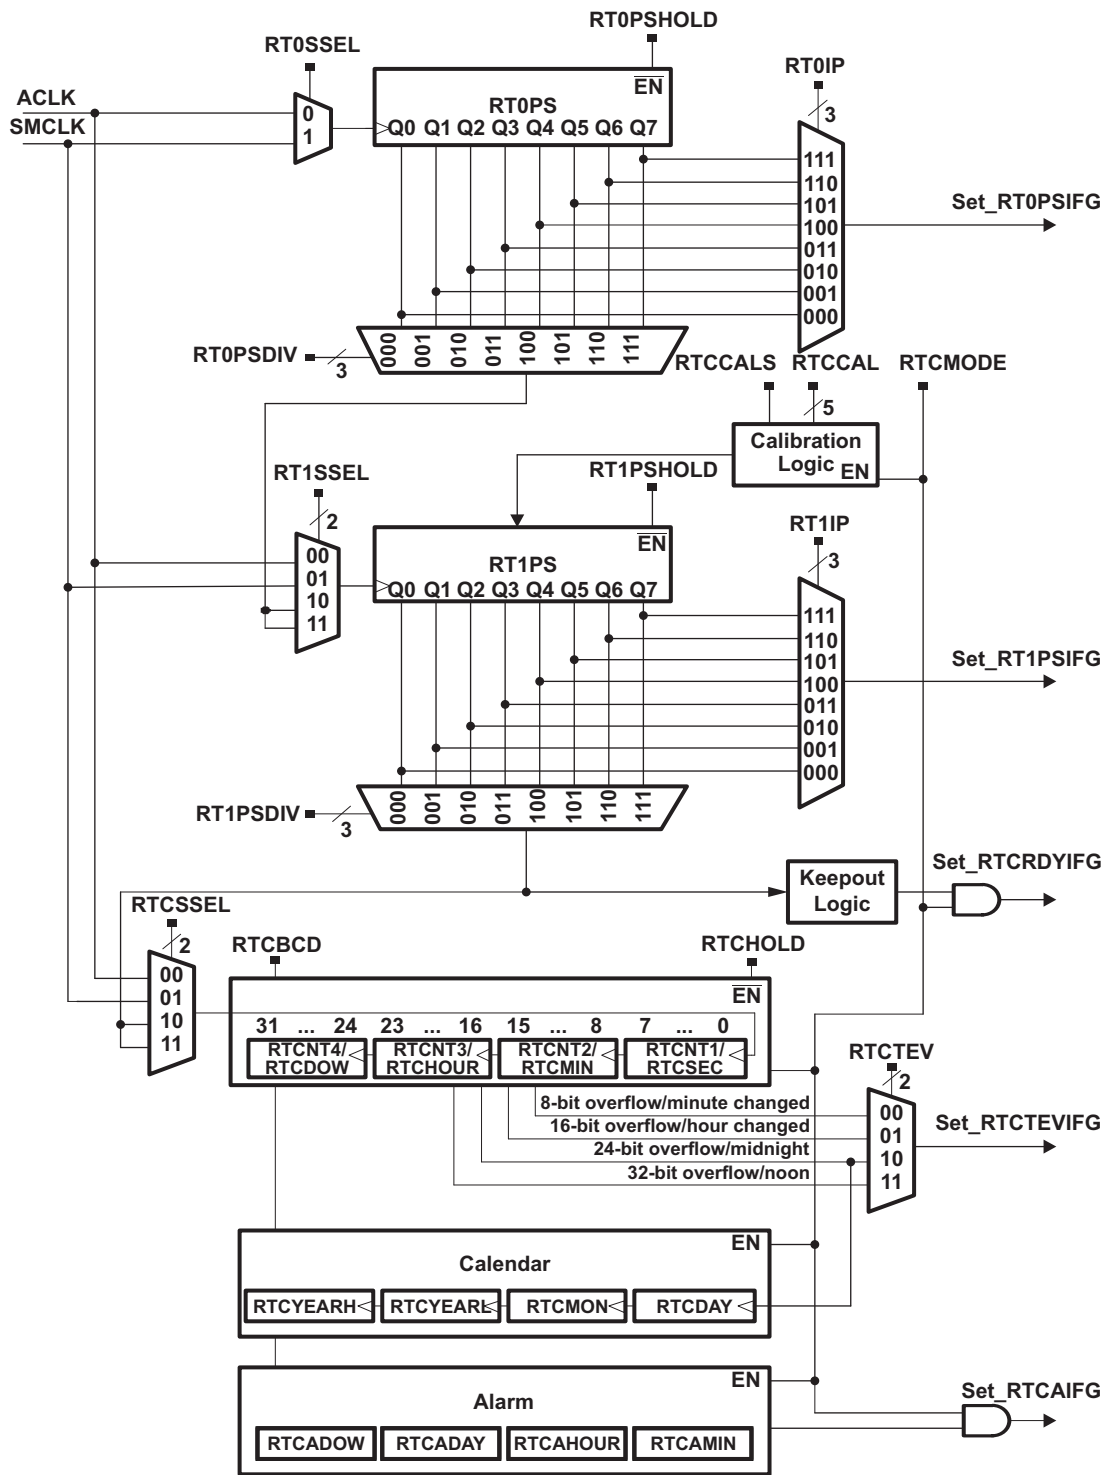 RT0PSHOLD
RT0SSEL
RT0IP
EN
ACLK
RT0PS
3
0
SMCLK
1
Q0 Q1 Q2 Q3 Q4 Q5 Q6 Q7
111
110
101
Set_RT0PSIFG
100
011
010
001
000
RT0PSDIV
3
000 001 010 011 100 101 110 111
RTCCALS RTCCAL RTCMODE
5
Calibration
Logic EN
RT1SSEL
RT1PSHOLD
2
RT1IP
EN
00
RT1PS
3
01
Q0 Q1 Q2 Q3 Q4 Q5 Q6 Q7
10
11
111
110
101
Set_RT1PSIFG
100
011
010
001
000
RT1PSDIV
3
000 001 010 011 100 101 110 111
Set_RTCRDYIFG
Keepout
Logic
RTCSSEL
2
RTCBCD
RTCHOLD
00
01
10
11
EN
31 ... 24 23 ... 16 15 ... 8 7 ... 0
RTCNT4/
RTCDOW
RTCNT3/
RTCHOUR
RTCNT2/
RTCMIN
RTCNT1/
RTCSEC
RTCTEV
2
8-bit overflow/minute changed
00
16-bit overflow/hour changed
01
Set_RTCTEVIFG
24-bit overflow/midnight
10
32-bit overflow/noon
11
EN
Calendar
RTCYEARH RTCYEARL RTCMON RTCDAY
EN
Alarm
Set_RTCAIFG
RTCADOW RTCADAY RTCAHOUR RTCAMIN